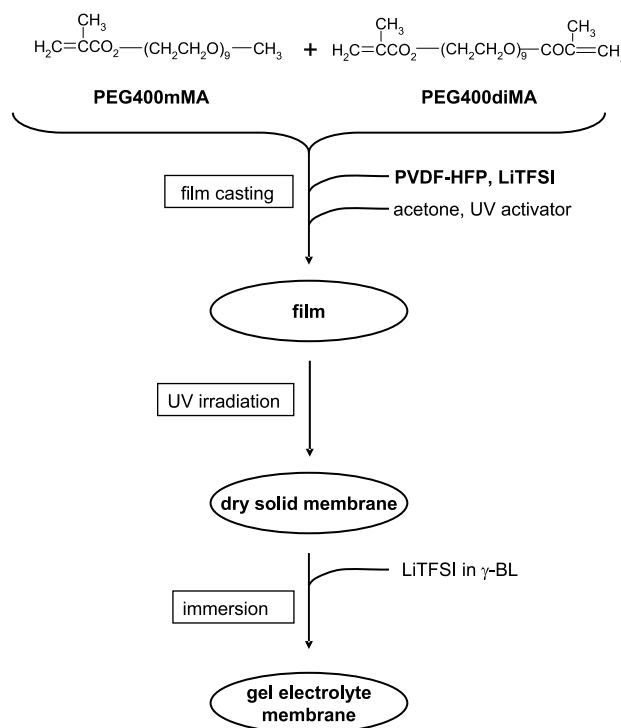 CH₃ CH₃
H₂C=CCO₂—(CH₂CH₂O)₉—CH₃ + H₂C=CCO₂—(CH₂CH₂O)₉—COC=CH₂
CH₃
PEG400mMA PEG400diMA
PVDF-HFP, LiTFSI
film casting
acetone, UV activator
film
UV irradiation
dry solid membrane
LiTFSI in γ-BL
immersion
gel electrolyte
membrane